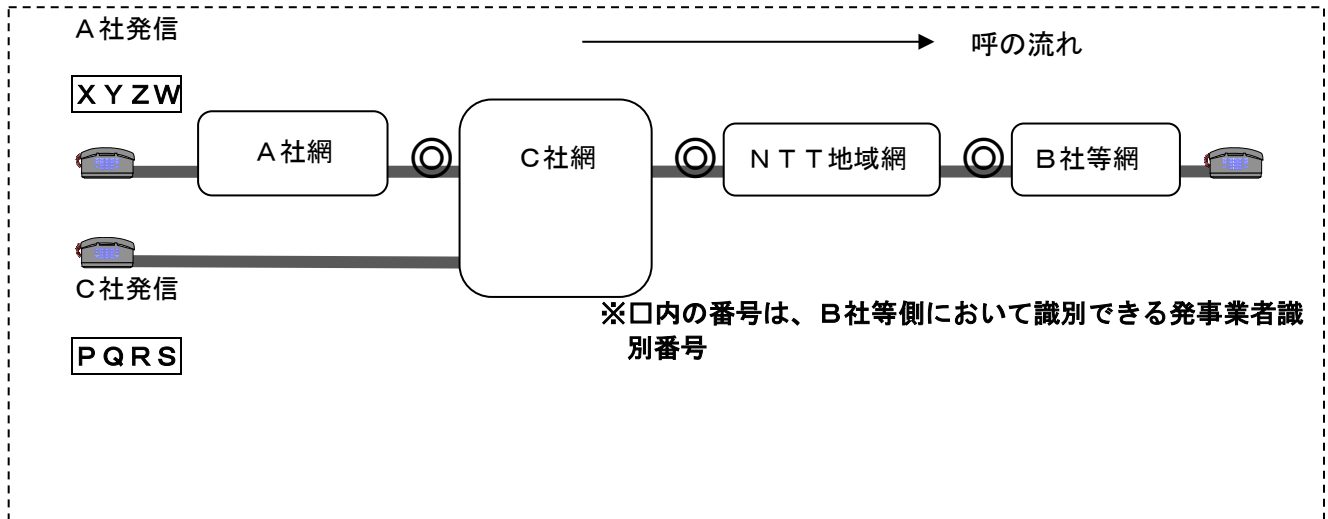 A社発信
呼の流れ
XYZW
A社網
C社網
NTT地域網
B社等網
C社発信
※□内の番号は、B社等側において識別できる発事業者識
別番号
PQRS